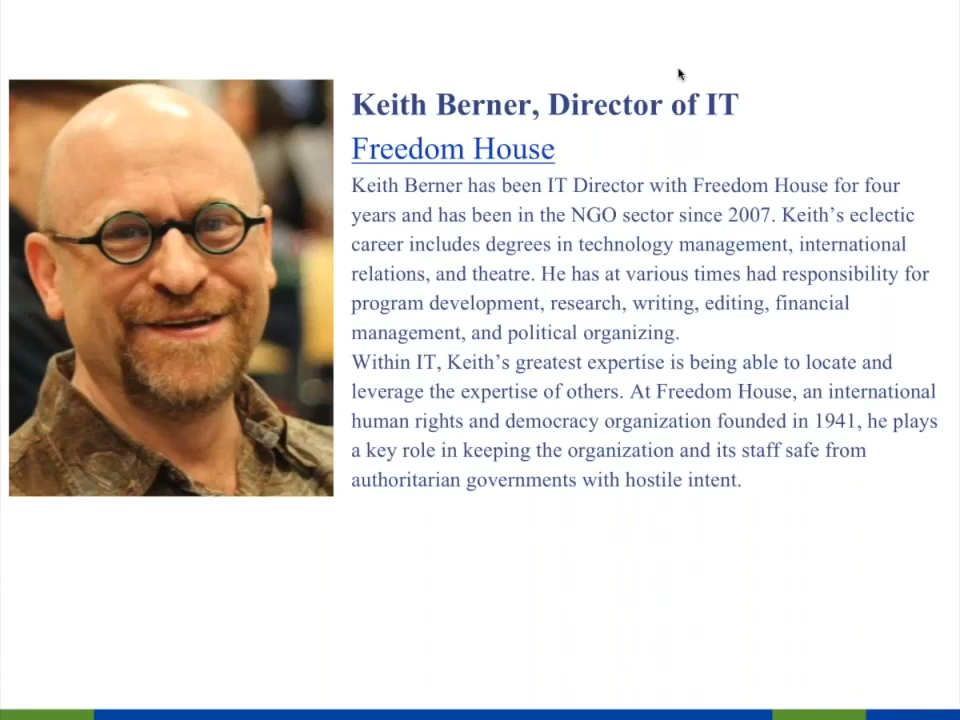 Keith Berner, Director of IT
Freedom House
Keith Berner has been IT Director with Freedom House for four
years and has been in the NGO sector since 2007. Keith’s eclectic
career includes degrees in technology management, international
relations, and theatre. He has at various times had responsibility for
program development, research, writing, editing, financial
management, and political organizing.
Within IT, Keith’s greatest expertise is being able to locate and
leverage the expertise of others. At Freedom House, an international
human rights and democracy organization founded in 1941, he plays
a key role in keeping the organization and its staff safe from
authoritarian governments with hostile intent.